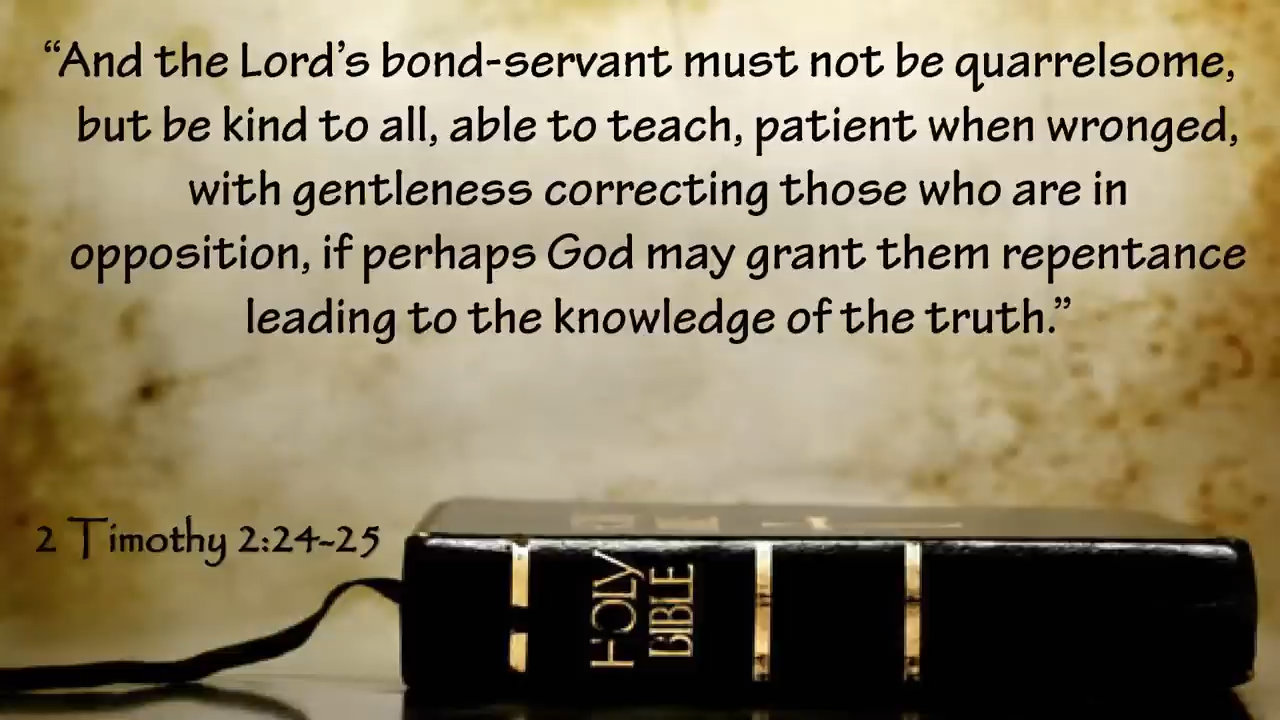 “And the Lord’s bond-servant must not be quarrelsome,
but be kind to all, able to teach, patient when wronged,
with gentleness correcting those who are in
opposition, if perhaps God may grant them repentance
leading to the knowledge of the truth.”
2 Timothy 2:24~25
HOLY
BIBLE